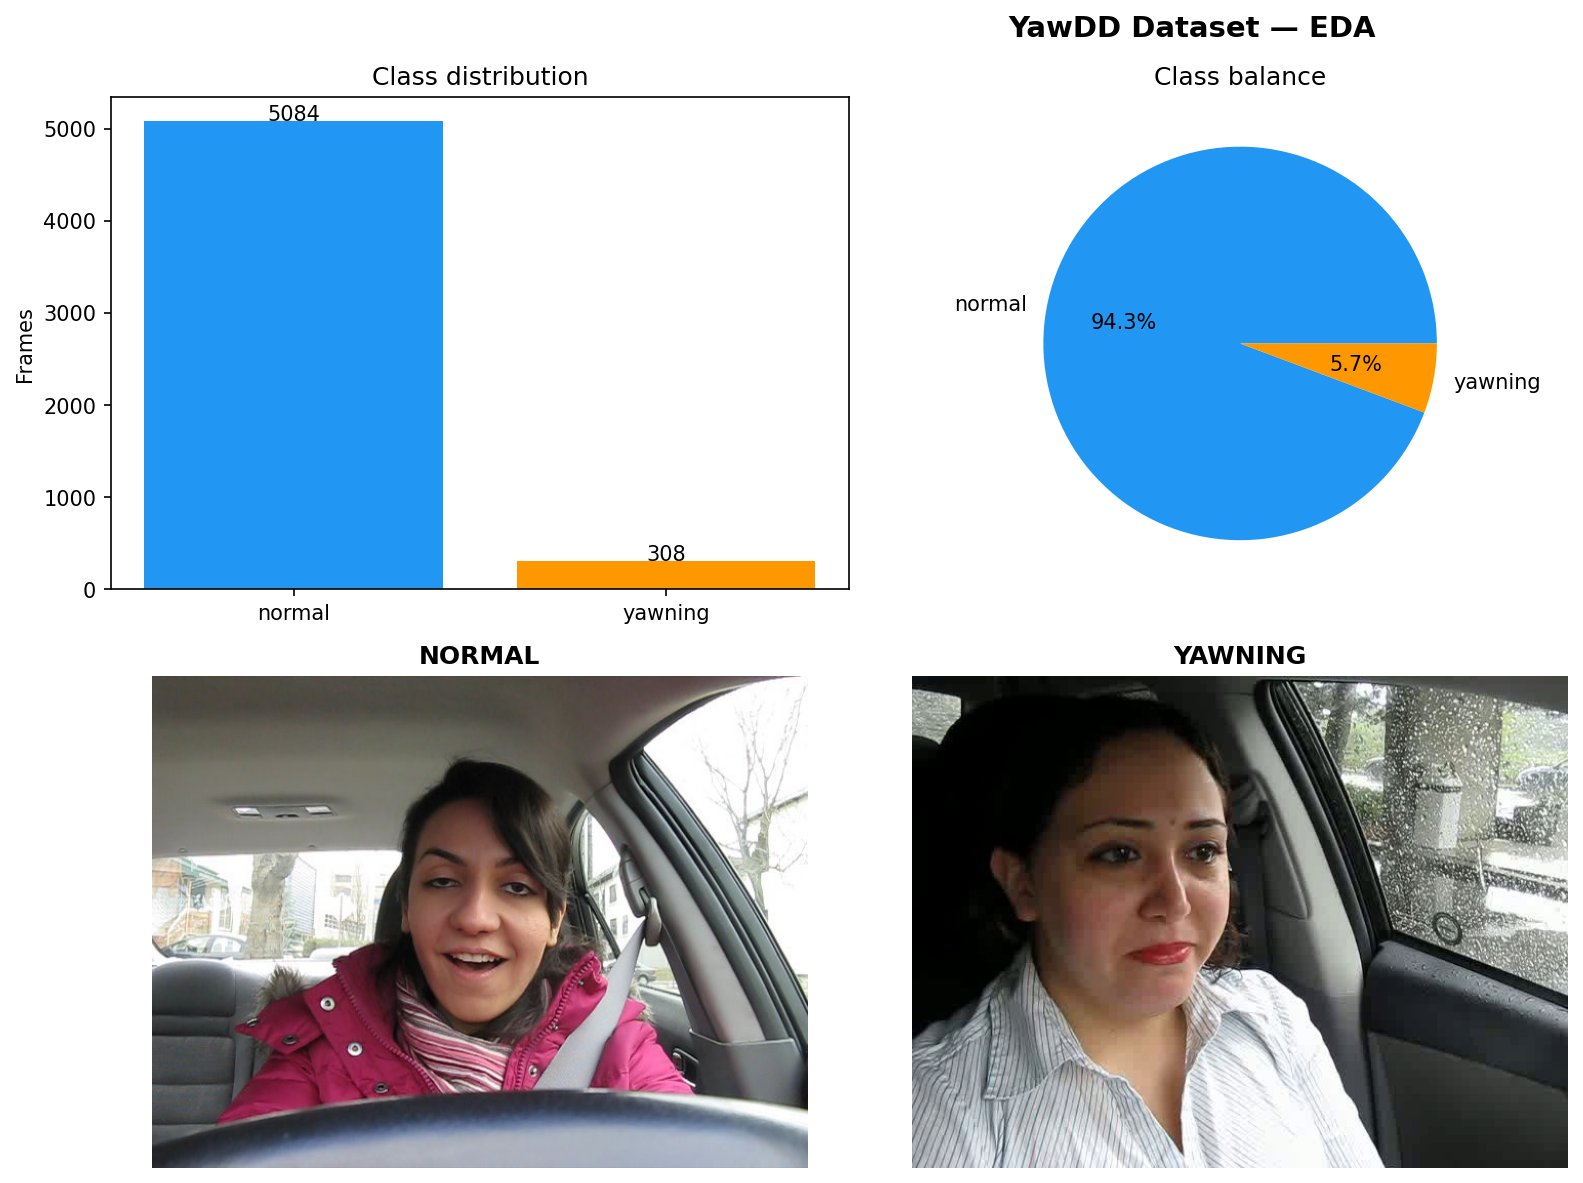 YawDD Dataset — EDA
Class distribution
5084
5000
4000
3000
2000
1000
0
Frames
308
normal
yawning
Class balance
normal
94.3%
5.7%
yawning
NORMAL
YAWNING